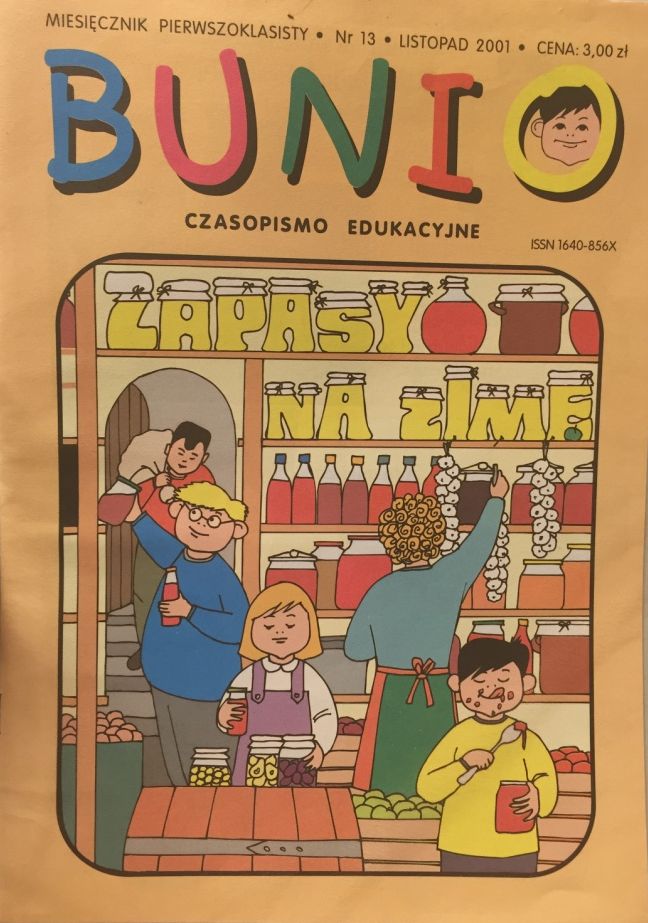 MIESIĘCZNIK PIERWSZOKLASISTY • Nr 13 • LISTOPAD 2001 • CENA: 3,00 zł
BUNIO
CZASOPISMO EDUKACYJNE
ISSN 1640-856X
ZAPASY
NA ZIMĘ